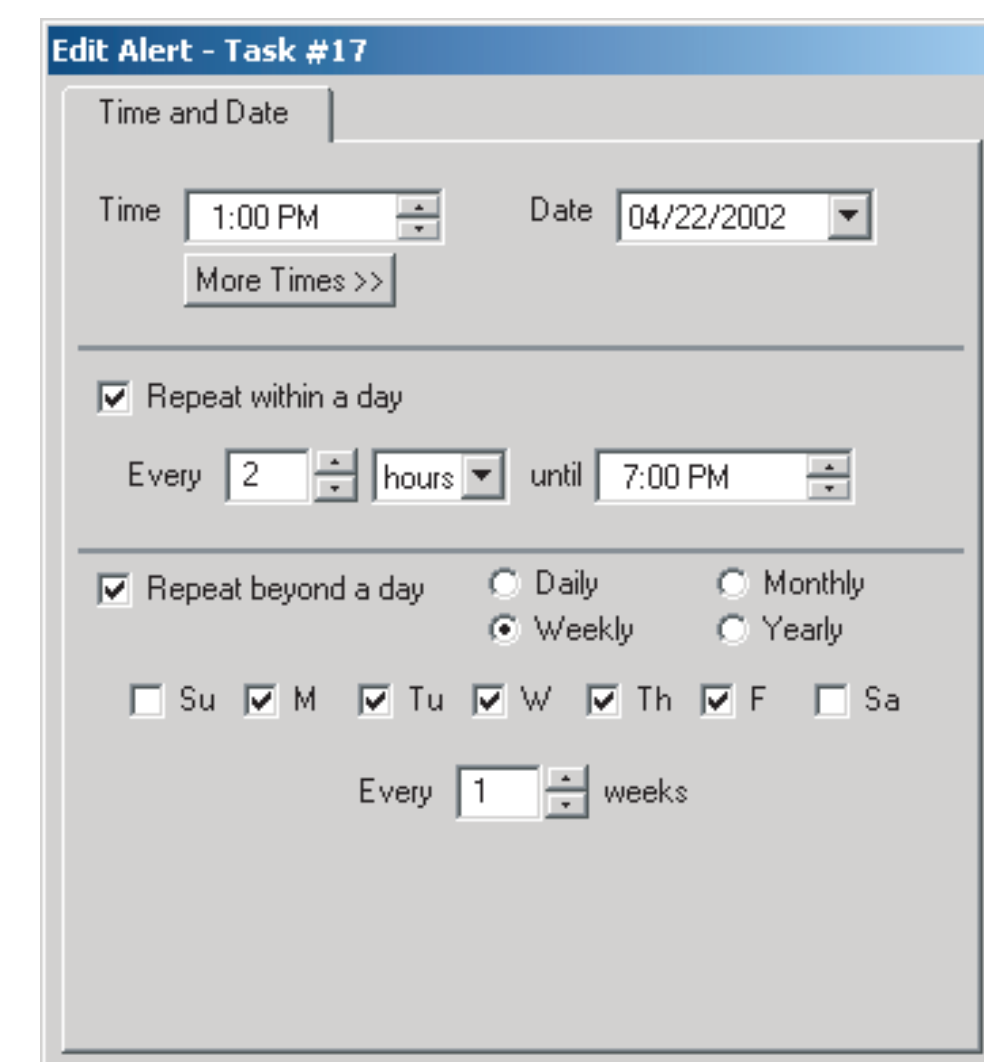 Edit Alert - Task #17
Time and Date
Time 1:00 PM Date 04/22/2002
More Times >>
Repeat within a day
Every 2 hours until 7:00 PM
Repeat beyond a day Daily Monthly
Weekly Yearly
Su M Tu W Th F Sa
Every 1 weeks